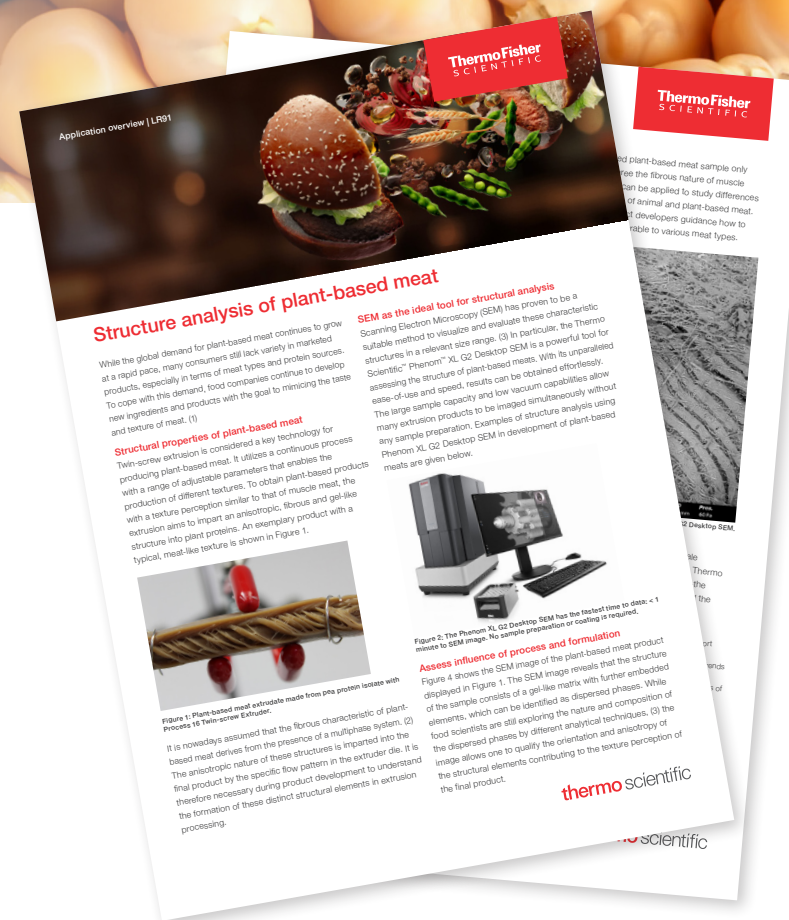 Application overview | LR91
ThermoFisher
SCIENTIFIC
Structure analysis of plant-based meat
While the global demand for plant-based meat continues to grow
at a rapid pace, many consumers still lack variety in marketed
products, especially in terms of meat types and protein sources.
To cope with this demand, food companies continue to develop
new ingredients and products with the goal to mimicing the taste
and texture of meat. (1)
Structural properties of plant-based meat
Twin-screw extrusion is considered a key technology for
producing plant-based meat. It utilizes a continuous process
with a range of adjustable parameters that enables the
production of different textures. To obtain plant-based products
with a texture perception similar to that of muscle meat, the
extrusion aims to impart an anisotropic, fibrous and gel-like
structure into plant proteins. An exemplary product with a
typical, meat-like texture is shown in Figure 1.
Figure 1: Plant-based meat extrudate made from pea protein isolate with
Process 16 Twin-screw Extruder.
It is nowadays assumed that the fibrous characteristic of plant-
based meat derives from the presence of a multiphase system. (2)
The anisotropic nature of these structures is imparted into the
final product by the specific flow pattern in the extruder die. It is
therefore necessary during product development to understand
the formation of these distinct structural elements in extrusion
processing.
SEM as the ideal tool for structural analysis
Scanning Electron Microscopy (SEM) has proven to be a
suitable method to visualize and evaluate these characteristic
structures in a relevant size range. (3) In particular, the Thermo
Scientific™ Phenom™ XL G2 Desktop SEM is a powerful tool for
assessing the structure of plant-based meats. With its unparalleled
ease-of-use and speed, results can be obtained effortlessly.
The large sample capacity and low vacuum capabilities allow
many extrusion products to be imaged simultaneously without
any sample preparation. Examples of structure analysis using
Phenom XL G2 Desktop SEM in development of plant-based
meats are given below.
Figure 2: The Phenom XL G2 Desktop SEM has the fastest time to data: < 1
minute to SEM image. No sample preparation or coating is required.
Assess influence of process and formulation
Figure 4 shows the SEM image of the plant-based meat product
displayed in Figure 1. The SEM image reveals that the structure
of the sample consists of a gel-like matrix with further embedded
elements, which can be identified as dispersed phases. While
food scientists are still exploring the nature and composition of
the dispersed phases by different analytical techniques, (3) the
image allows one to qualify the orientation and anisotropy of
the structural elements contributing to the texture perception of
the final product.
thermo scientific
ThermoFisher
SCIENTIFIC
plant-based meat sample only
the fibrous nature of muscle
can be applied to study differences
of animal and plant-based meat.
developers guidance how to
to various meat types.
60 Pa
Desktop SEM.
Thermo
the
the
of
scientific